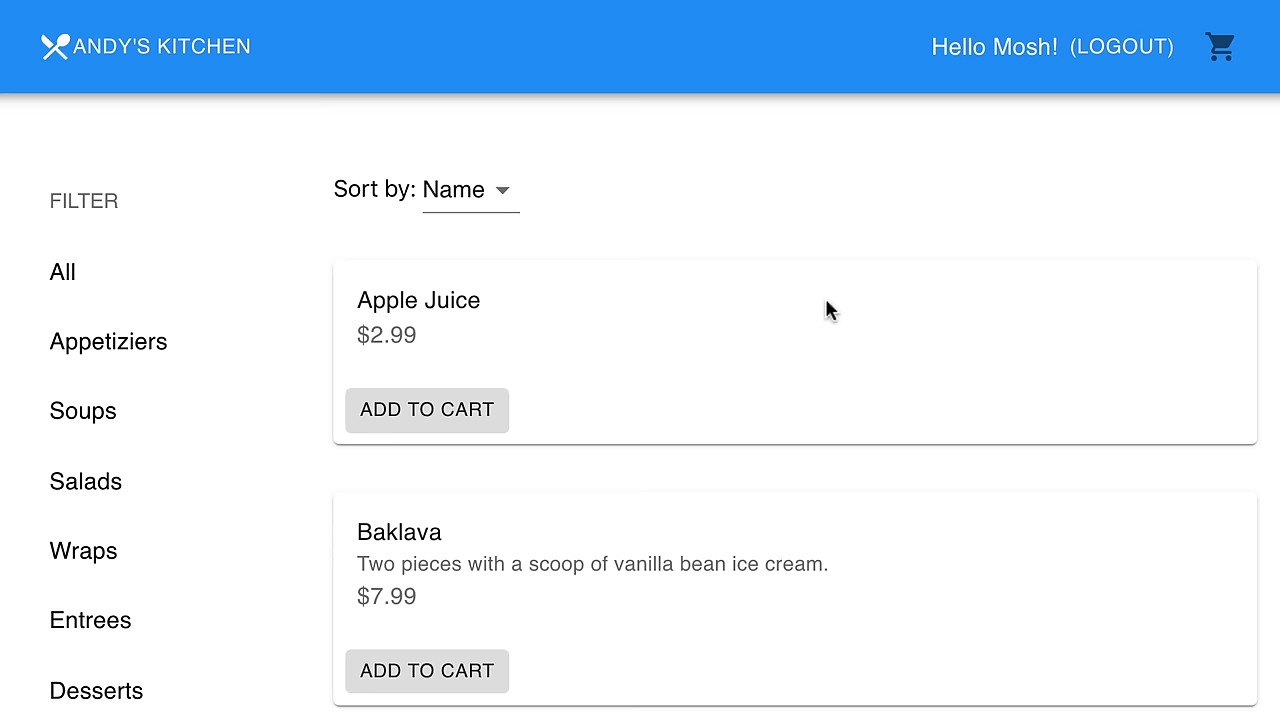 ANDY'S KITCHEN
Hello Mosh! (LOGOUT)
FILTER
All
Appetiziers
Soups
Salads
Wraps
Entrees
Desserts
Sort by: Name
Apple Juice
$2.99
ADD TO CART
Baklava
Two pieces with a scoop of vanilla bean ice cream.
$7.99
ADD TO CART